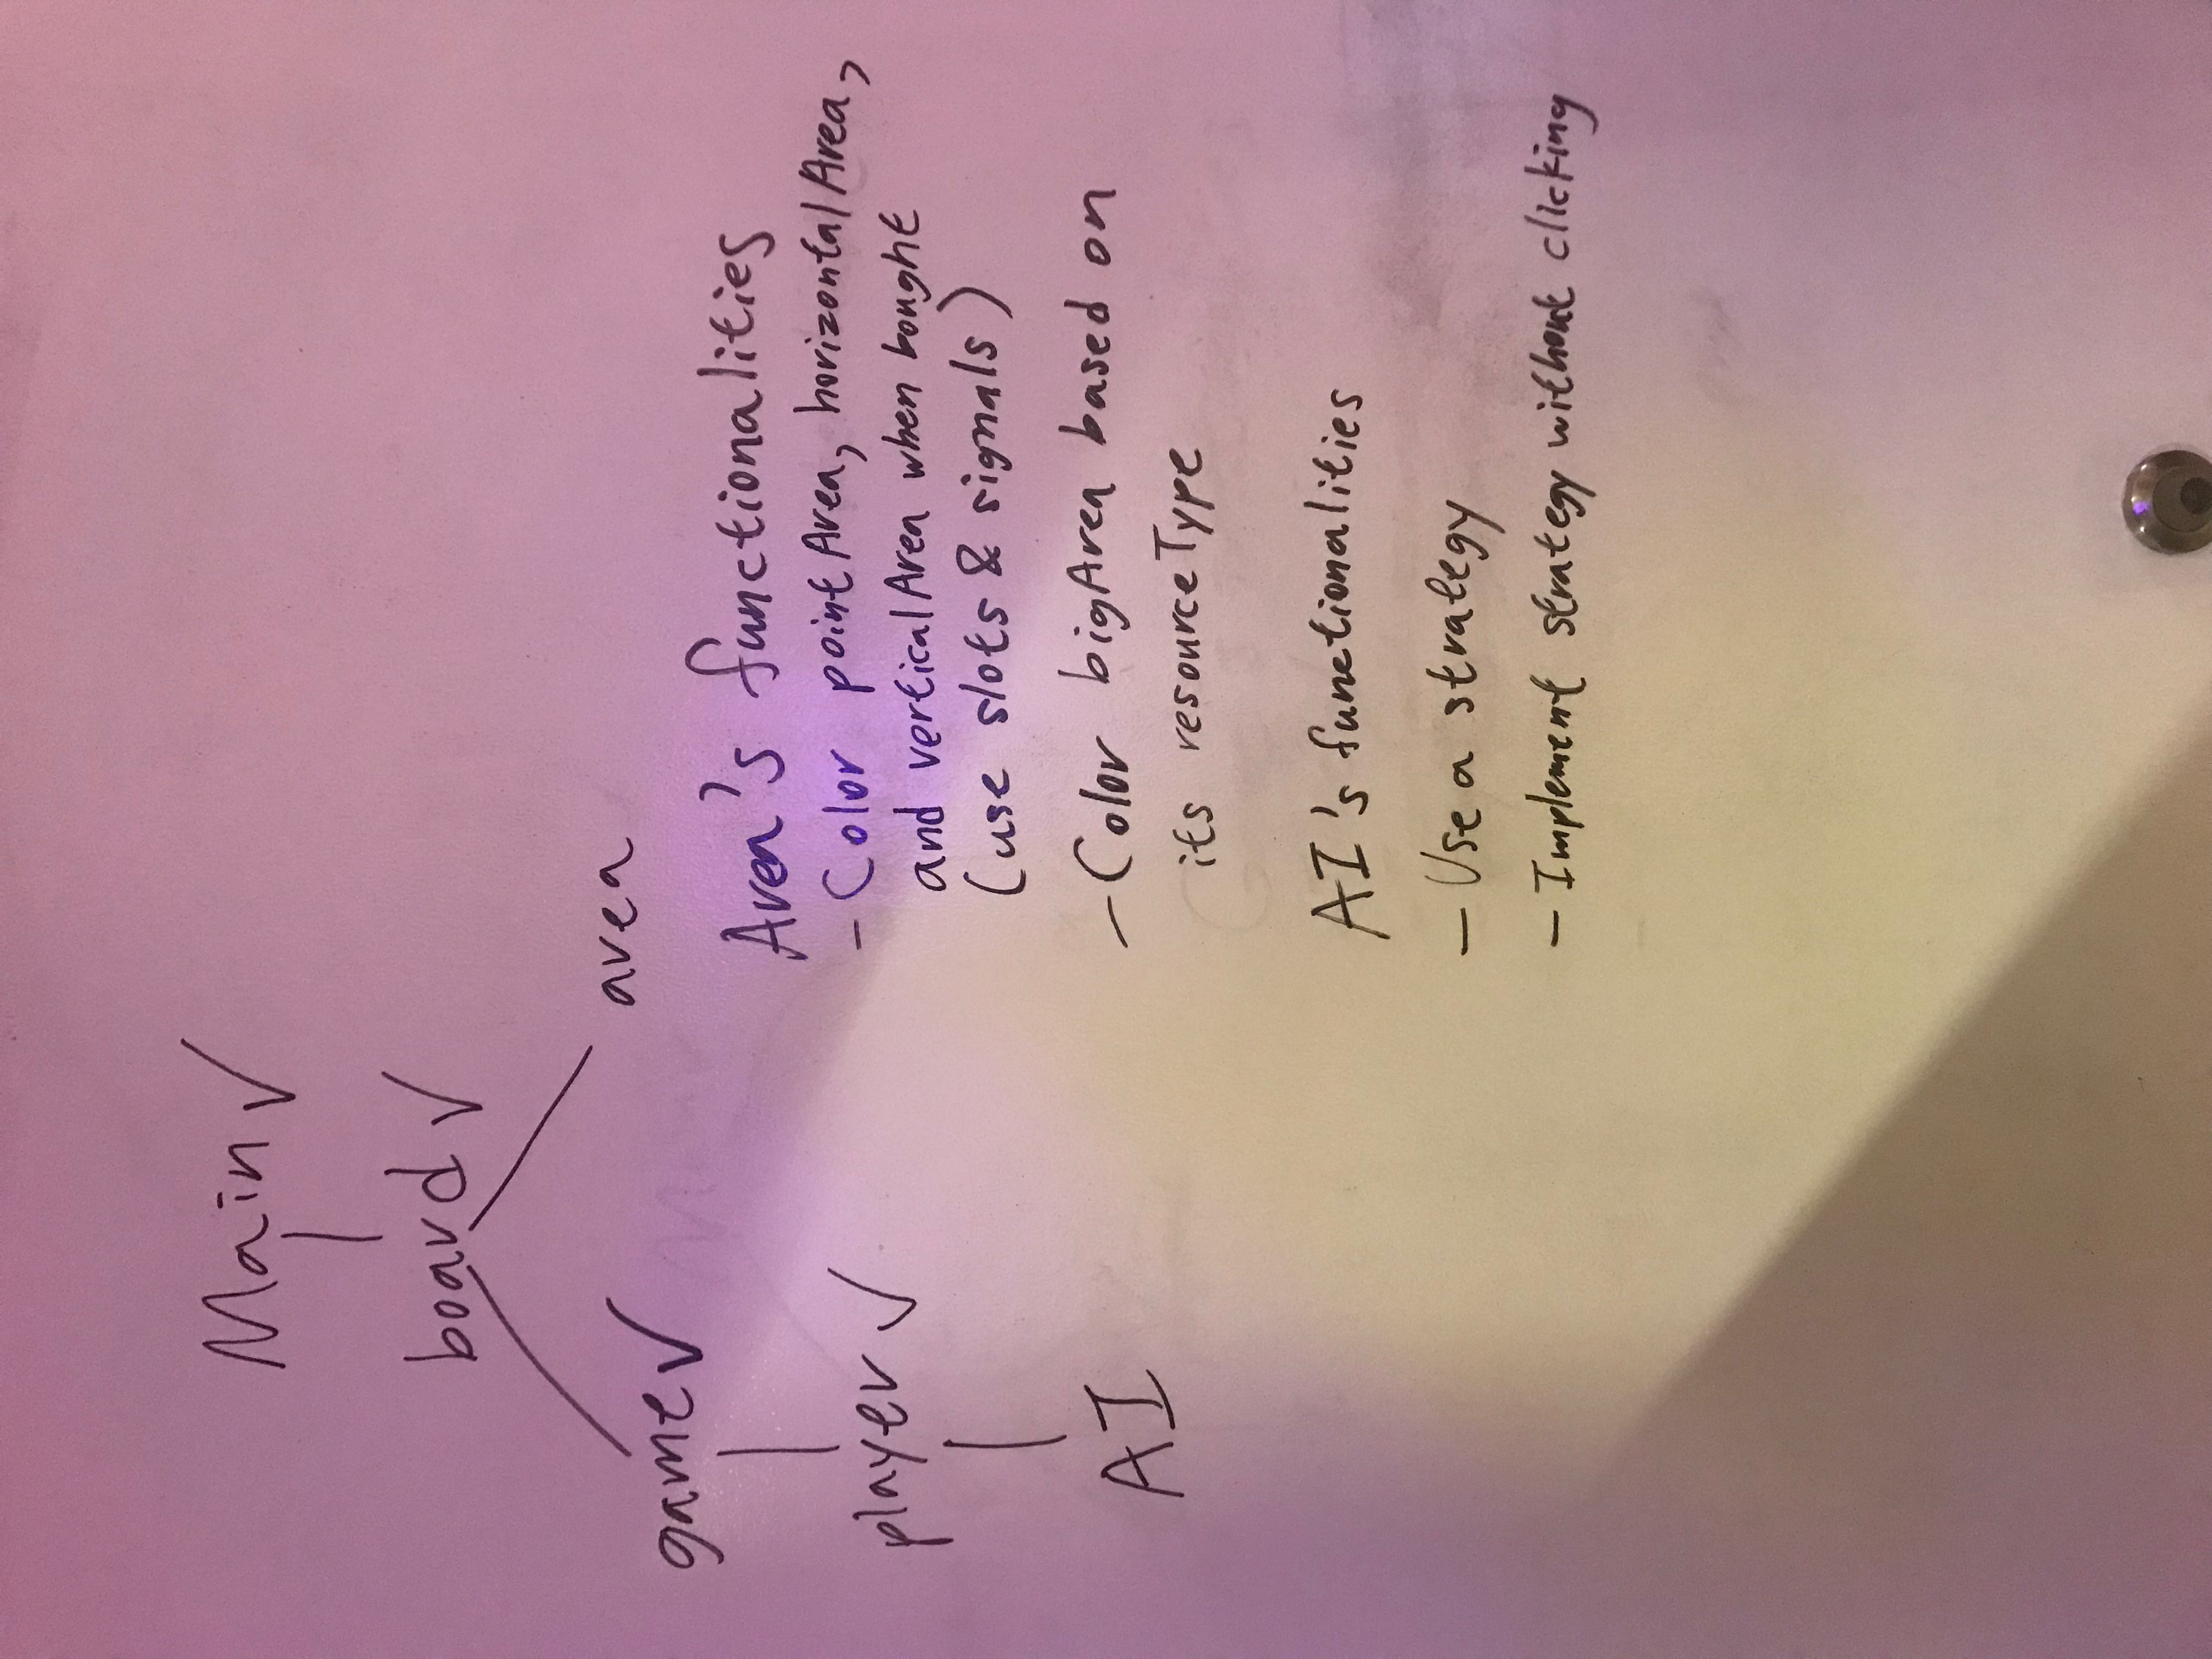 Main ✓
board ✓
game ✓
area
player ✓
AI
Area's functionalities
- Color pointArea, horizontalArea,
and verticalArea when bought
(use slots & signals)
- Color bigArea based on
its resourceType
AI's functionalities
- Use a strategy
- Implement strategy without clicking